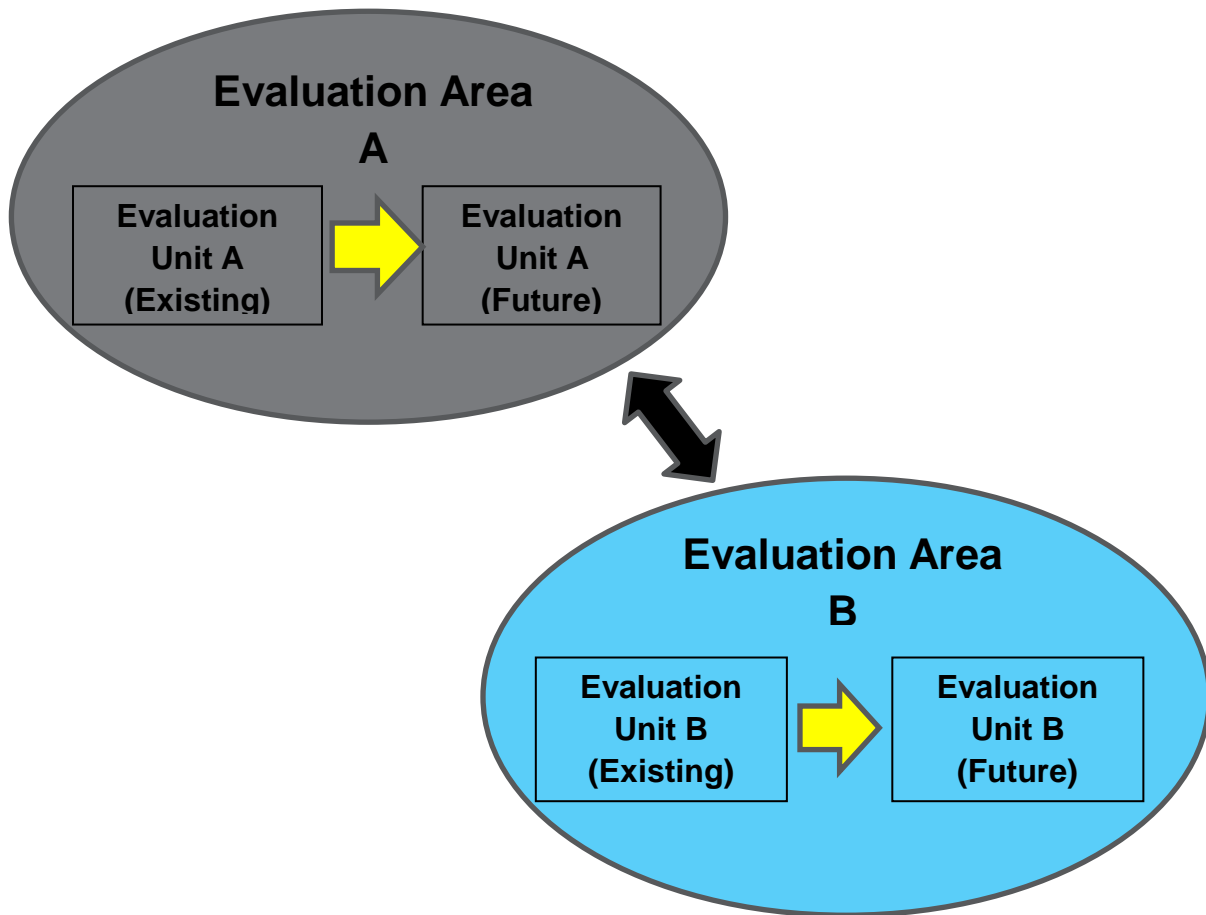 Evaluation Area
A
Evaluation
Unit A
(Existing)
Evaluation
Unit A
(Future)
Evaluation Area
B
Evaluation
Unit B
(Existing)
Evaluation
Unit B
(Future)